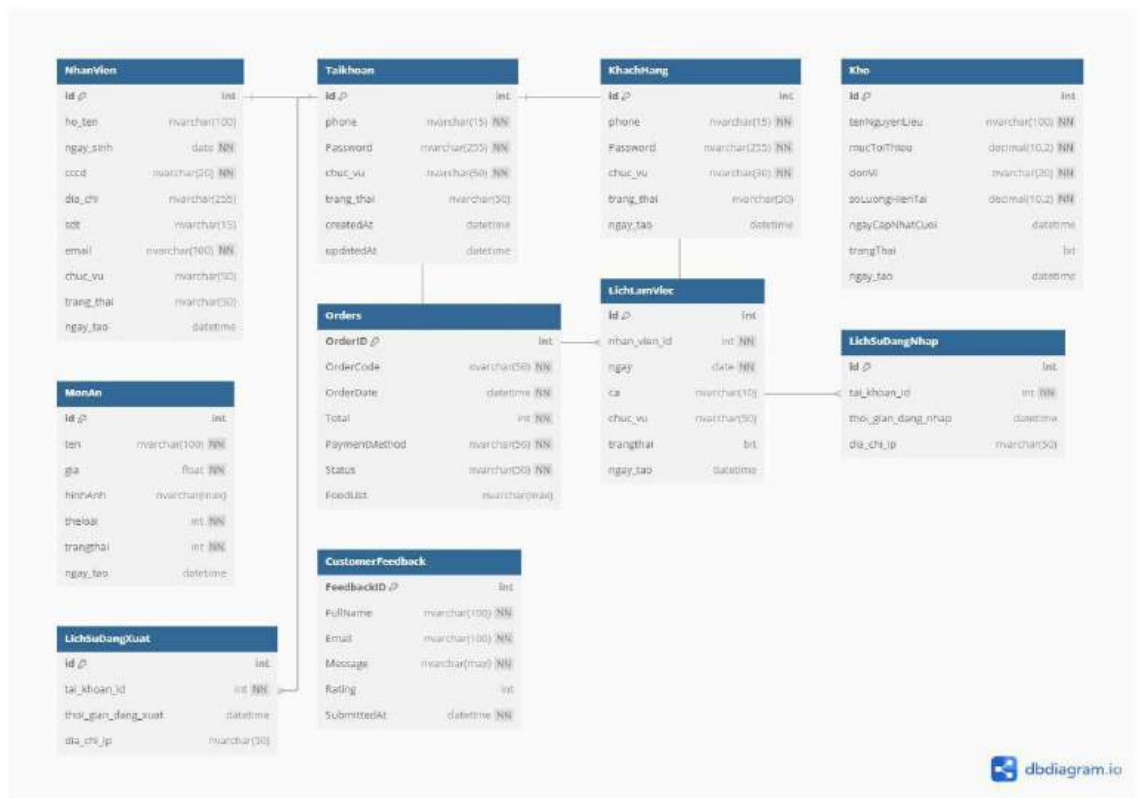 NhanVien
id int
ho_ten nvarchar(100)
ngay_sinh date NN
cccd nvarchar(20) NN
dia_chi nvarchar(255)
sdt nvarchar(15)
email nvarchar(100) NN
chuc_vu nvarchar(50)
trang_thai nvarchar(50)
ngay_tao datetime
Taikhoan
id int
phone nvarchar(15) NN
Password nvarchar(255) NN
chuc_vu nvarchar(50) NN
trang_thai nvarchar(50)
createdAt datetime
updatedAt datetime
KhachHang
id int
phone nvarchar(15) NN
Password nvarchar(255) NN
chuc_vu nvarchar(30) NN
trang_thai nvarchar(30)
ngay_tao datetime
Kho
id int
tenNguyenLieu nvarchar(100) NN
mucToiThieu decimal(10,2) NN
donVi nvarchar(20) NN
soLuongHienTai decimal(10,2) NN
ngayCapNhatCuoi datetime
trangThai bit
ngay_tao datetime
Orders
OrderID int
OrderCode nvarchar(50) NN
OrderDate datetime NN
Total int NN
PaymentMethod nvarchar(50) NN
Status nvarchar(50) NN
FoodList nvarchar(max)
LichLamViec
id int
nhan_vien_id int NN
ngay date NN
ca nvarchar(10)
chuc_vu nvarchar(50)
trangthai bit
ngay_tao datetime
LichSuDangNhap
id int
tai_khoan_id int NN
thoi_gian_dang_nhap datetime
dia_chi_ip nvarchar(50)
MonAn
id int
ten nvarchar(100) NN
gia float NN
hinhAnh nvarchar(max)
theloai int NN
trangthai int NN
ngay_tao datetime
CustomerFeedback
FeedbackID int
FullName nvarchar(100) NN
Email nvarchar(100) NN
Message nvarchar(max) NN
Rating int
SubmittedAt datetime NN
LichSuDangXuat
id int
tai_khoan_id int NN
thoi_gian_dang_xuat datetime
dia_chi_ip nvarchar(50)
dbdiagram.io